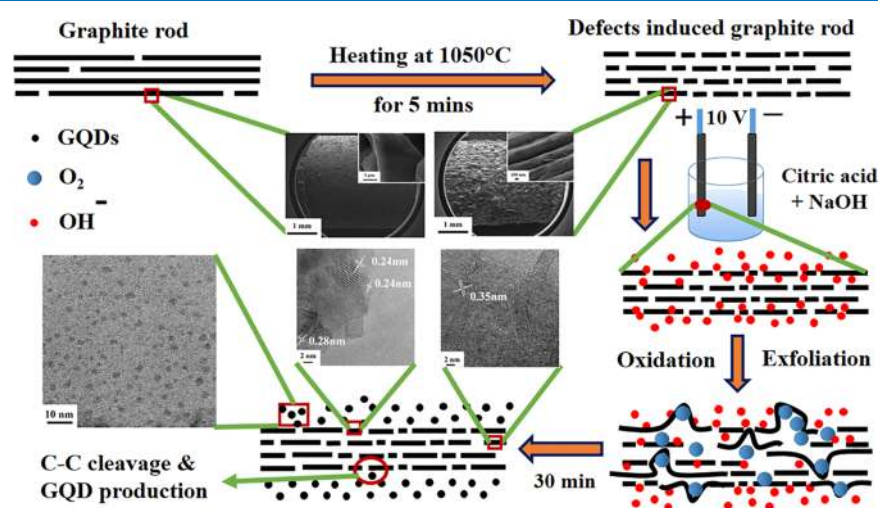 Graphite rod
Heating at 1050°C
for 5 mins
Defects induced graphite rod
GQDs
O2
OH-
1 mm
1 mm
+ 10 V -
Citric acid
+ NaOH
0.24nm
0.24nm
0.28nm
2 nm
0.35nm
2 nm
10 nm
Oxidation
Exfoliation
30 min
C-C cleavage &
GQD production